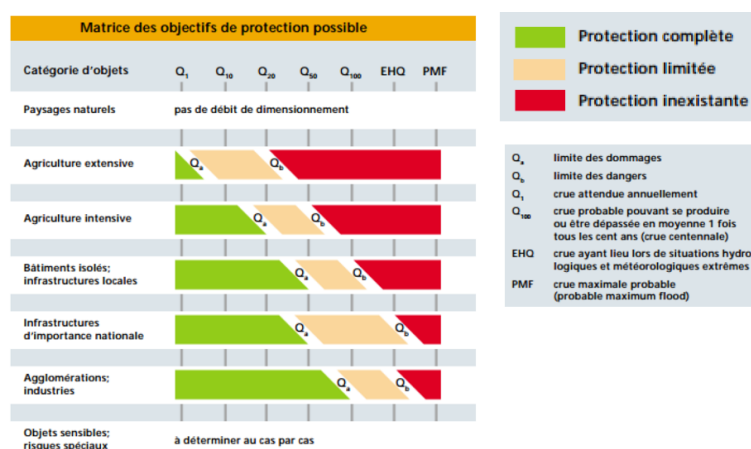 Matrice des objectifs de protection possible
Catégorie d'objets Q1 Q10 Q20 Q50 Q100 EHQ PMF
Paysages naturels pas de débit de dimensionnement
Agriculture extensive Qa Qb
Agriculture intensive Qa Qb
Bâtiments isolés;
infrastructures locales Qa Qb
Infrastructures
d'importance nationale Qa Qb
Agglomérations;
industries Qa Qb
Objets sensibles;
risques spéciaux à déterminer au cas par cas
Protection complète
Protection limitée
Protection inexistante
Qa limite des dommages
Qb limite des dangers
Q1 crue attendue annuellement
Q100 crue probable pouvant se produire
ou être dépassée en moyenne 1 fois
tous les cent ans (crue centennale)
EHQ crue ayant lieu lors de situations hydro
logiques et météorologiques extrêmes
PMF crue maximale probable
(probable maximum flood)